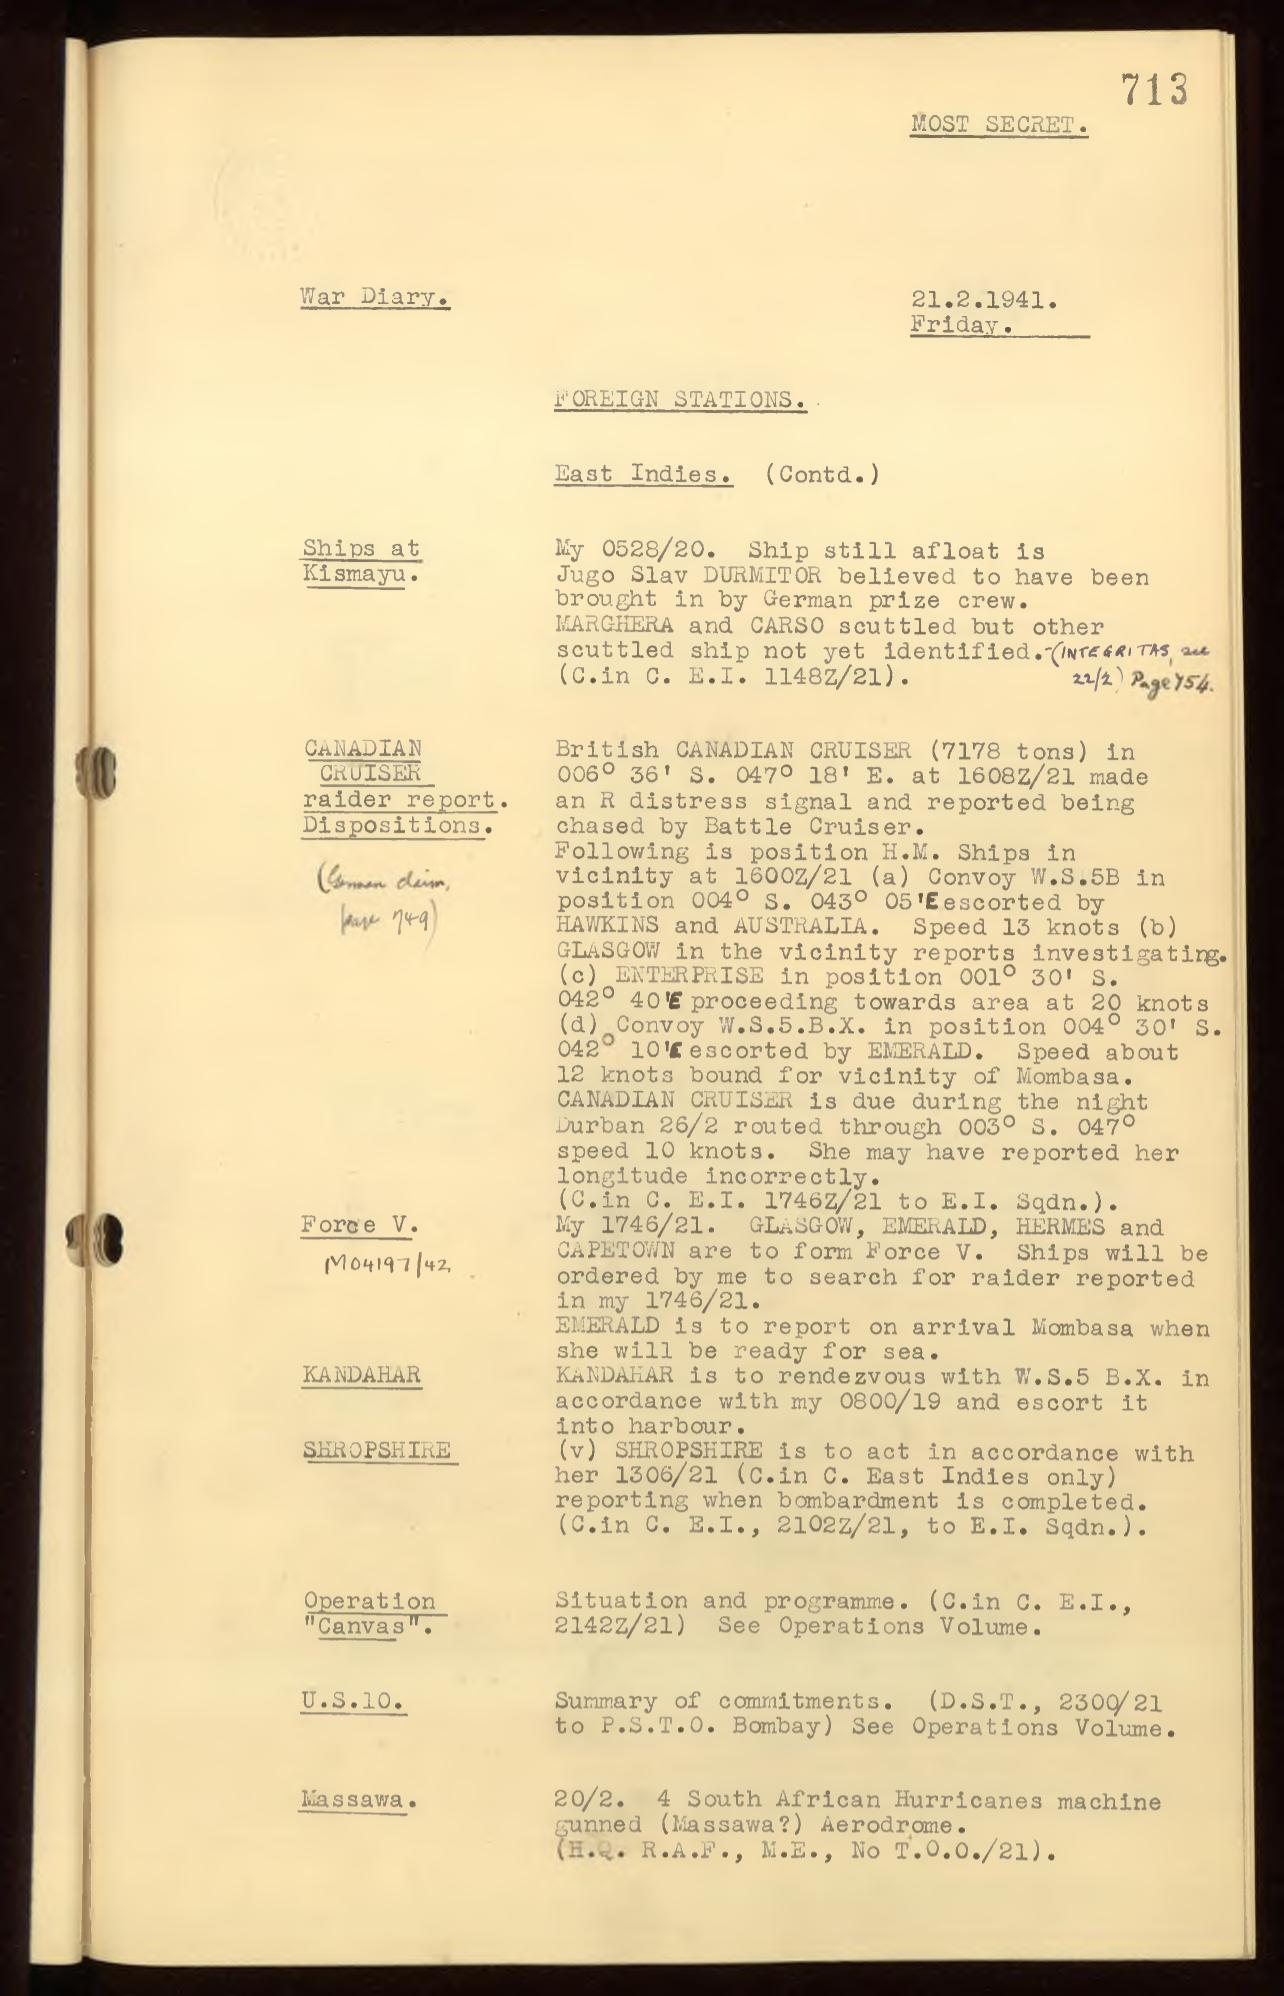 713
MOST SECRET.
War Diary.
21.2.1941.
Friday.
FOREIGN STATIONS.
East Indies. (Contd.)
Ships at
Kismayu.
My 0528/20. Ship still afloat is
Jugo Slav DURMITOR believed to have been
brought in by German prize crew.
MARGHERA and CARSO scuttled but other
scuttled ship not yet identified.-(INTEGRITAS, see
(C.in C. E.I. 1148Z/21). 22/2) Page 754.
CANADIAN
CRUISER
raider report.
Dispositions.
(German claim,
page 749)
British CANADIAN CRUISER (7178 tons) in
006° 36' S. 047° 18' E. at 1608Z/21 made
an R distress signal and reported being
chased by Battle Cruiser.
Following is position H.M. Ships in
vicinity at 1600Z/21 (a) Convoy W.S.5B in
position 004° S. 043° 05'E escorted by
HAWKINS and AUSTRALIA. Speed 13 knots (b)
GLASGOW in the vicinity reports investigating.
(c) ENTERPRISE in position 001° 30' S.
042° 40'E proceeding towards area at 20 knots
(d) Convoy W.S.5.B.X. in position 004° 30' S.
042° 10'E escorted by EMERALD. Speed about
12 knots bound for vicinity of Mombasa.
CANADIAN CRUISER is due during the night
Durban 26/2 routed through 003° S. 047°
speed 10 knots. She may have reported her
longitude incorrectly.
(C.in C. E.I. 1746Z/21 to E.I. Sqdn.).
Force V.
M04197/42
My 1746/21. GLASGOW, EMERALD, HERMES and
CAPETOWN are to form Force V. Ships will be
ordered by me to search for raider reported
in my 1746/21.
EMERALD is to report on arrival Mombasa when
she will be ready for sea.
KANDAHAR
KANDAHAR is to rendezvous with W.S.5 B.X. in
accordance with my 0800/19 and escort it
into harbour.
SHROPSHIRE
(v) SHROPSHIRE is to act in accordance with
her 1306/21 (C.in C. East Indies only)
reporting when bombardment is completed.
(C.in C. E.I., 2102Z/21, to E.I. Sqdn.).
Operation
"Canvas".
Situation and programme. (C.in C. E.I.,
2142Z/21) See Operations Volume.
U.S.10.
Summary of commitments. (D.S.T., 2300/21
to P.S.T.O. Bombay) See Operations Volume.
Massawa.
20/2. 4 South African Hurricanes machine
gunned (Massawa?) Aerodrome.
(H.Q. R.A.F., M.E., No T.O.O./21).